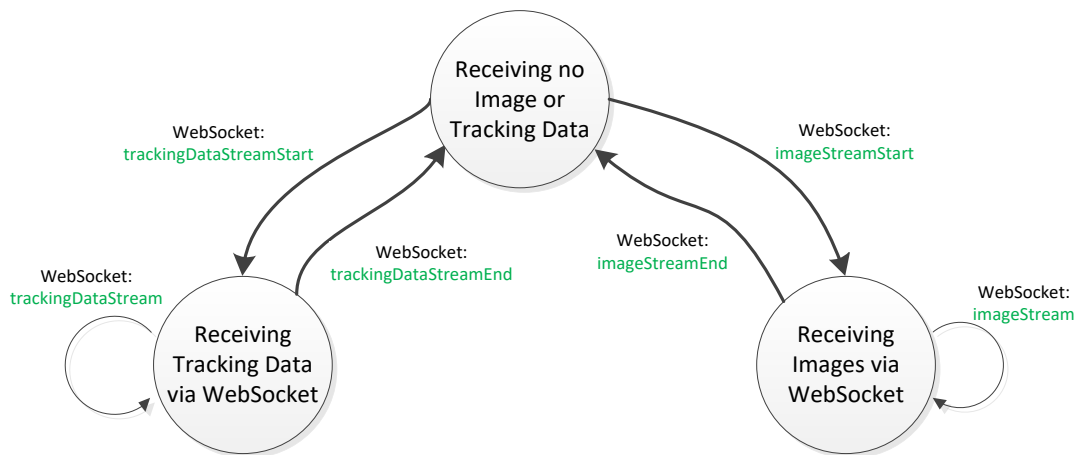 Receiving no
Image or
Tracking Data
WebSocket:
trackingDataStreamStart
WebSocket:
imageStreamStart
WebSocket:
trackingDataStreamEnd
WebSocket:
imageStreamEnd
WebSocket:
trackingDataStream
WebSocket:
imageStream
Receiving
Tracking Data
via WebSocket
Receiving
Images via
WebSocket